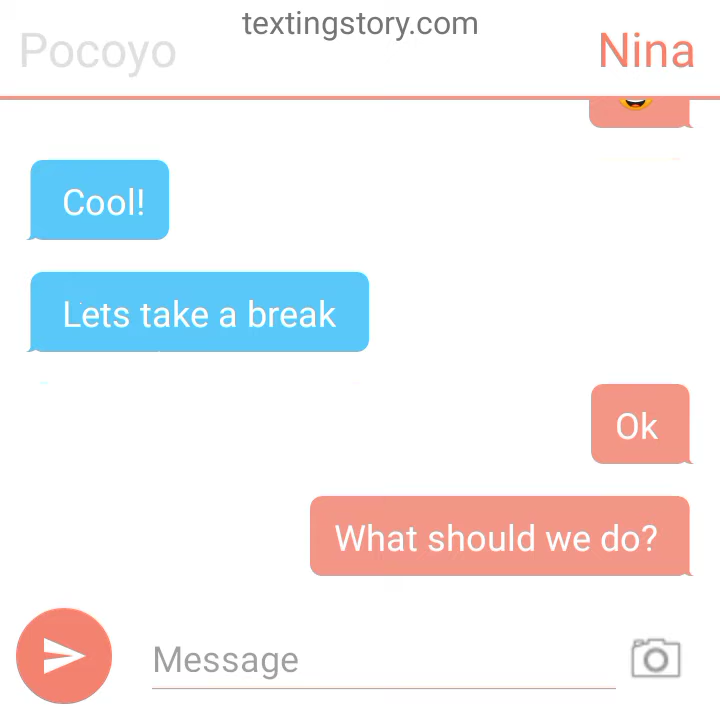 textingstory.com
Pocoyo
Nina
Cool!
Lets take a break
Ok
What should we do?
Message